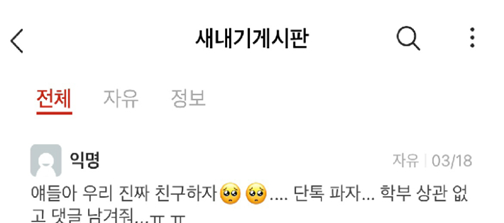 새내기게시판
전체 자유 정보
익명 자유 03/18
얘들아 우리 진짜 친구하자🥺🥺.... 단톡 파자... 학부 상관 없
고 댓글 남겨줘...ㅠㅠ